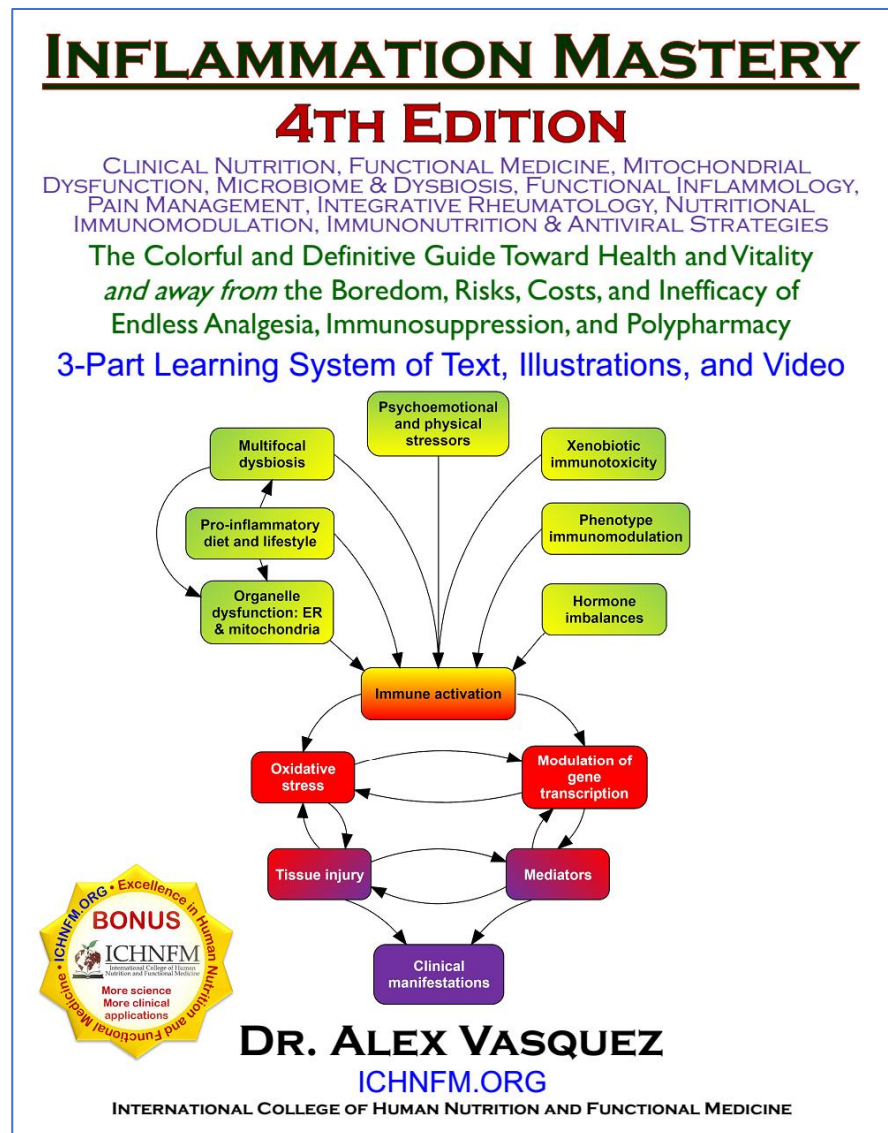 INFLAMMATION MASTERY
4TH EDITION
CLINICAL NUTRITION, FUNCTIONAL MEDICINE, MITOCHONDRIAL
DYSFUNCTION, MICROBIOME & DYSBIOSIS, FUNCTIONAL INFLAMMOLOGY,
PAIN MANAGEMENT, INTEGRATIVE RHEUMATOLOGY, NUTRITIONAL
IMMUNOMODULATION, IMMUNONUTRITION & ANTIVIRAL STRATEGIES
The Colorful and Definitive Guide Toward Health and Vitality
and away from the Boredom, Risks, Costs, and Inefficacy of
Endless Analgesia, Immunosuppression, and Polypharmacy
3-Part Learning System of Text, Illustrations, and Video
Psychoemotional
and physical
stressors
Multifocal
dysbiosis
Xenobiotic
immunotoxicity
Pro-inflammatory
diet and lifestyle
Phenotype
immunomodulation
Organelle
dysfunction: ER
& mitochondria
Hormone
imbalances
Immune activation
Oxidative
stress
Modulation of
gene
transcription
Tissue injury
Mediators
Clinical
manifestations
ICHNFM.ORG • Excellence in Human Nutrition and Functional Medicine •
BONUS
ICHNFM
International College of Human
Nutrition and Functional Medicine
More science
More clinical
applications
DR. ALEX VASQUEZ
ICHNFM.ORG
INTERNATIONAL COLLEGE OF HUMAN NUTRITION AND FUNCTIONAL MEDICINE